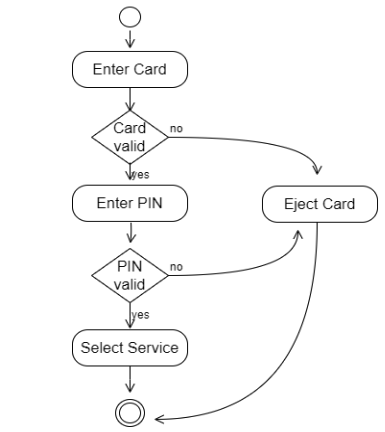 Enter Card
Card
valid
no
yes
Enter PIN
Eject Card
PIN
valid
no
yes
Select Service